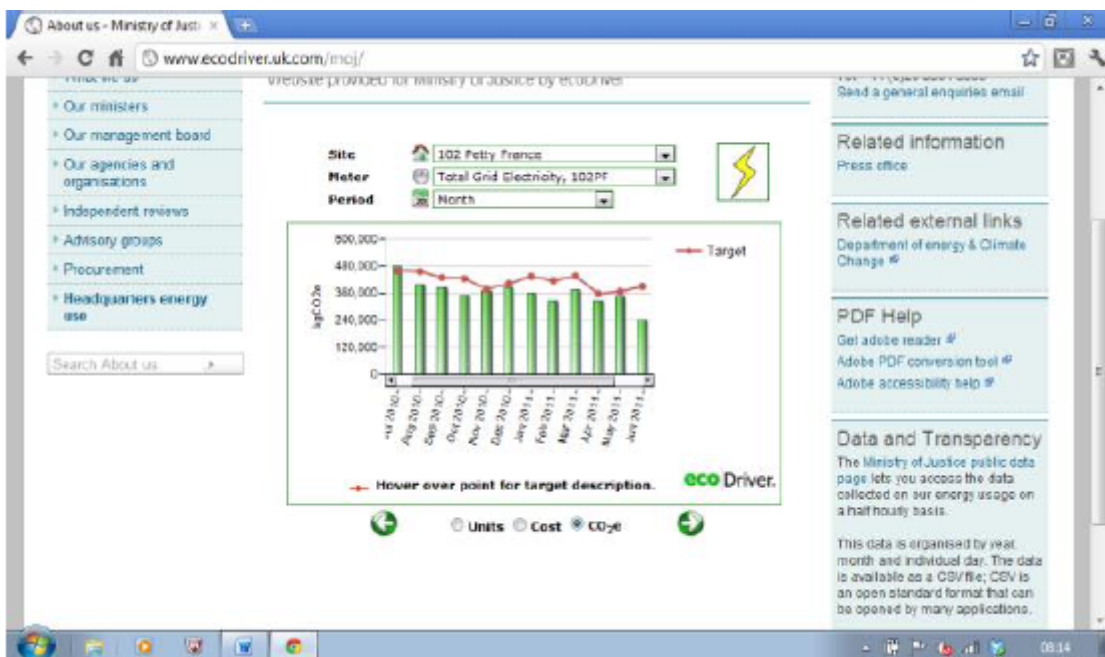 About us - Ministry of Justi
www.ecodriver.uk.com/moj/
Website provided for Ministry of Justice by ecoDriver
Our ministers
Our management board
Our agencies and
organisations
Independent reviews
Advisory groups
Procurement
Headquarters energy
use
Search About us
Site
102 Petty France
Meter
Total Grid Electricity, 102PF
Period
Month
600,000
480,000
360,000
240,000
120,000
0
kgCO2e
Target
Aug 2010
Sep 2010
Oct 2010
Nov 2010
Dec 2010
Jan 2011
Feb 2011
Mar 2011
Apr 2011
May 2011
Jun 2011
Hover over point for target description.
eco Driver.
Units
Cost
CO2e
Send a general enquiries email
Related information
Press office
Related external links
Department of energy & Climate
Change
PDF Help
Get adobe reader
Adobe PDF conversion tool
Adobe accessibility help
Data and Transparency
The Ministry of Justice public data
page lets you access the data
collected on our energy usage on
a half hourly basis.
This data is organised by year,
month and individual day. The data
is available as a CSV file; CSV is
an open standard format that can
be opened by many applications.
08:14